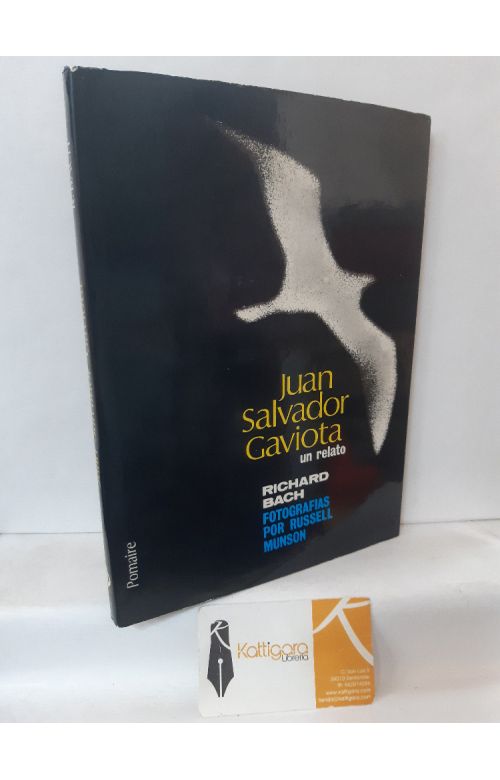 Juan
Salvador
Gaviota
un relato
RICHARD
BACH
FOTOGRAFIAS
POR RUSSELL
MUNSON
Pomaire
Kattigara
Librería